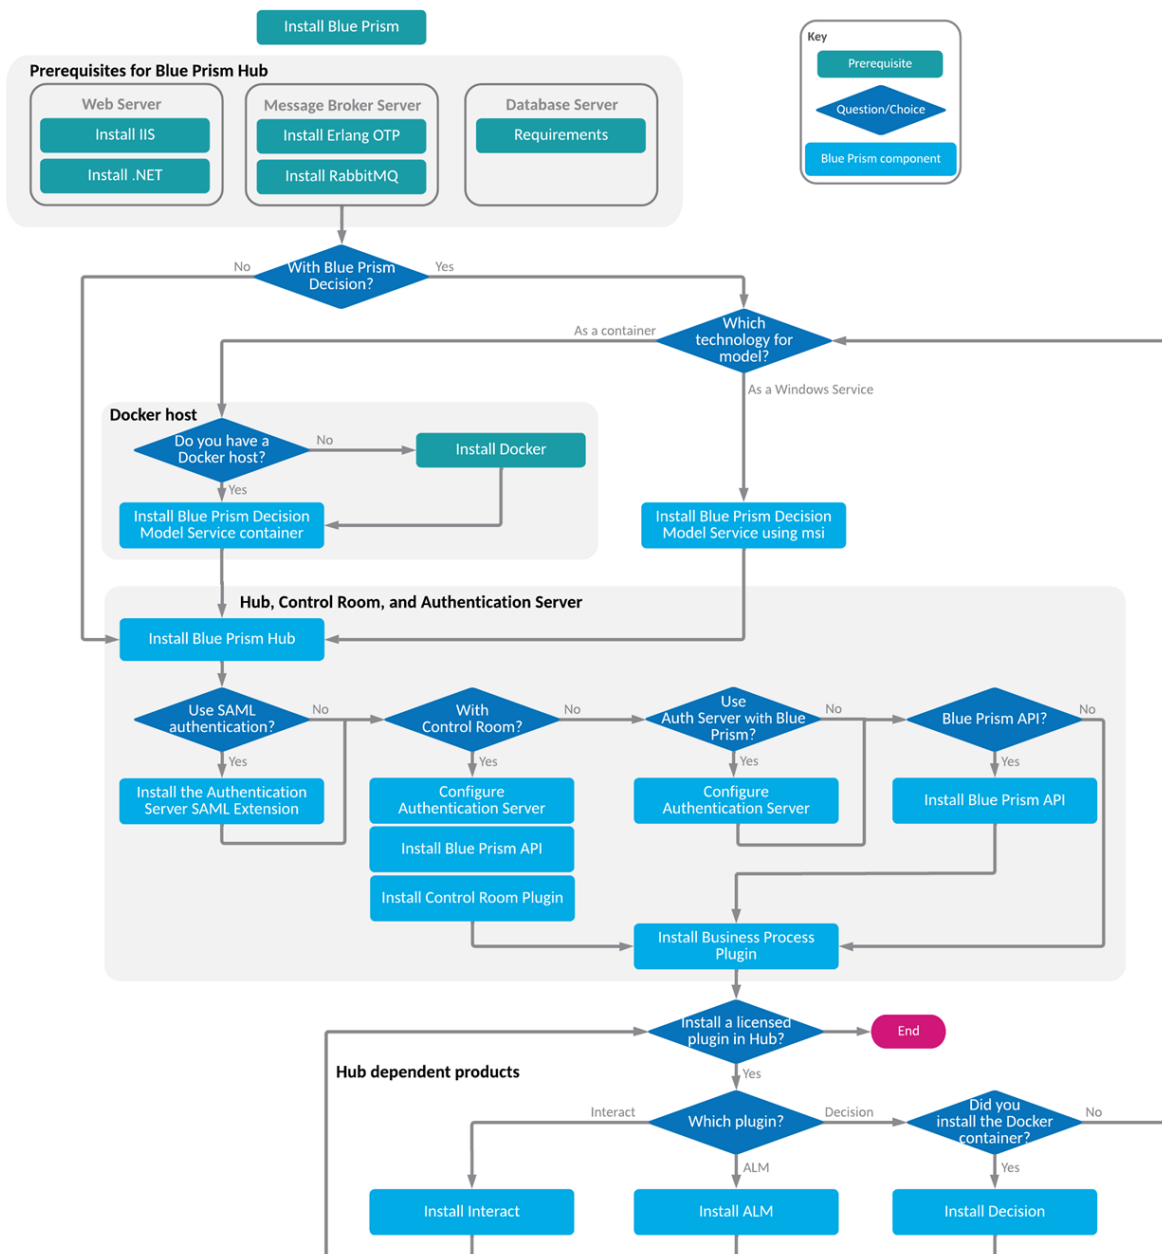 Install Blue Prism
Key
Prerequisite
Question/Choice
Blue Prism component
Prerequisites for Blue Prism Hub
Web Server
Install IIS
Install .NET
Message Broker Server
Install Erlang OTP
Install RabbitMQ
Database Server
Requirements
No
With Blue Prism
Decision?
Yes
As a container
Which
technology for
model?
As a Windows Service
Docker host
Do you have a
Docker host?
No
Install Docker
Yes
Install Blue Prism Decision
Model Service container
Install Blue Prism Decision
Model Service using msi
Hub, Control Room, and Authentication Server
Install Blue Prism Hub
Use SAML
authentication?
No
Yes
Install the Authentication
Server SAML Extension
With
Control Room?
No
Yes
Configure
Authentication Server
Install Blue Prism API
Install Control Room Plugin
Use
Auth Server with Blue
Prism?
No
Yes
Configure
Authentication Server
Blue Prism API?
No
Yes
Install Blue Prism API
Install Business Process
Plugin
Install a licensed
plugin in Hub?
End
Yes
Hub dependent products
Interact
Which plugin?
Decision
ALM
Did you
install the Docker
container?
No
Yes
Install Interact
Install ALM
Install Decision